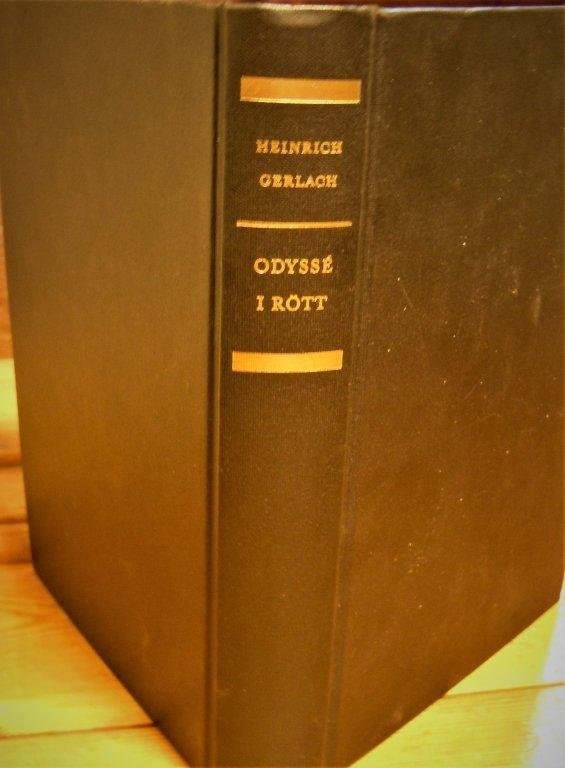 HEINRICH
GERLACH
ODYSSÉ
I RÖTT